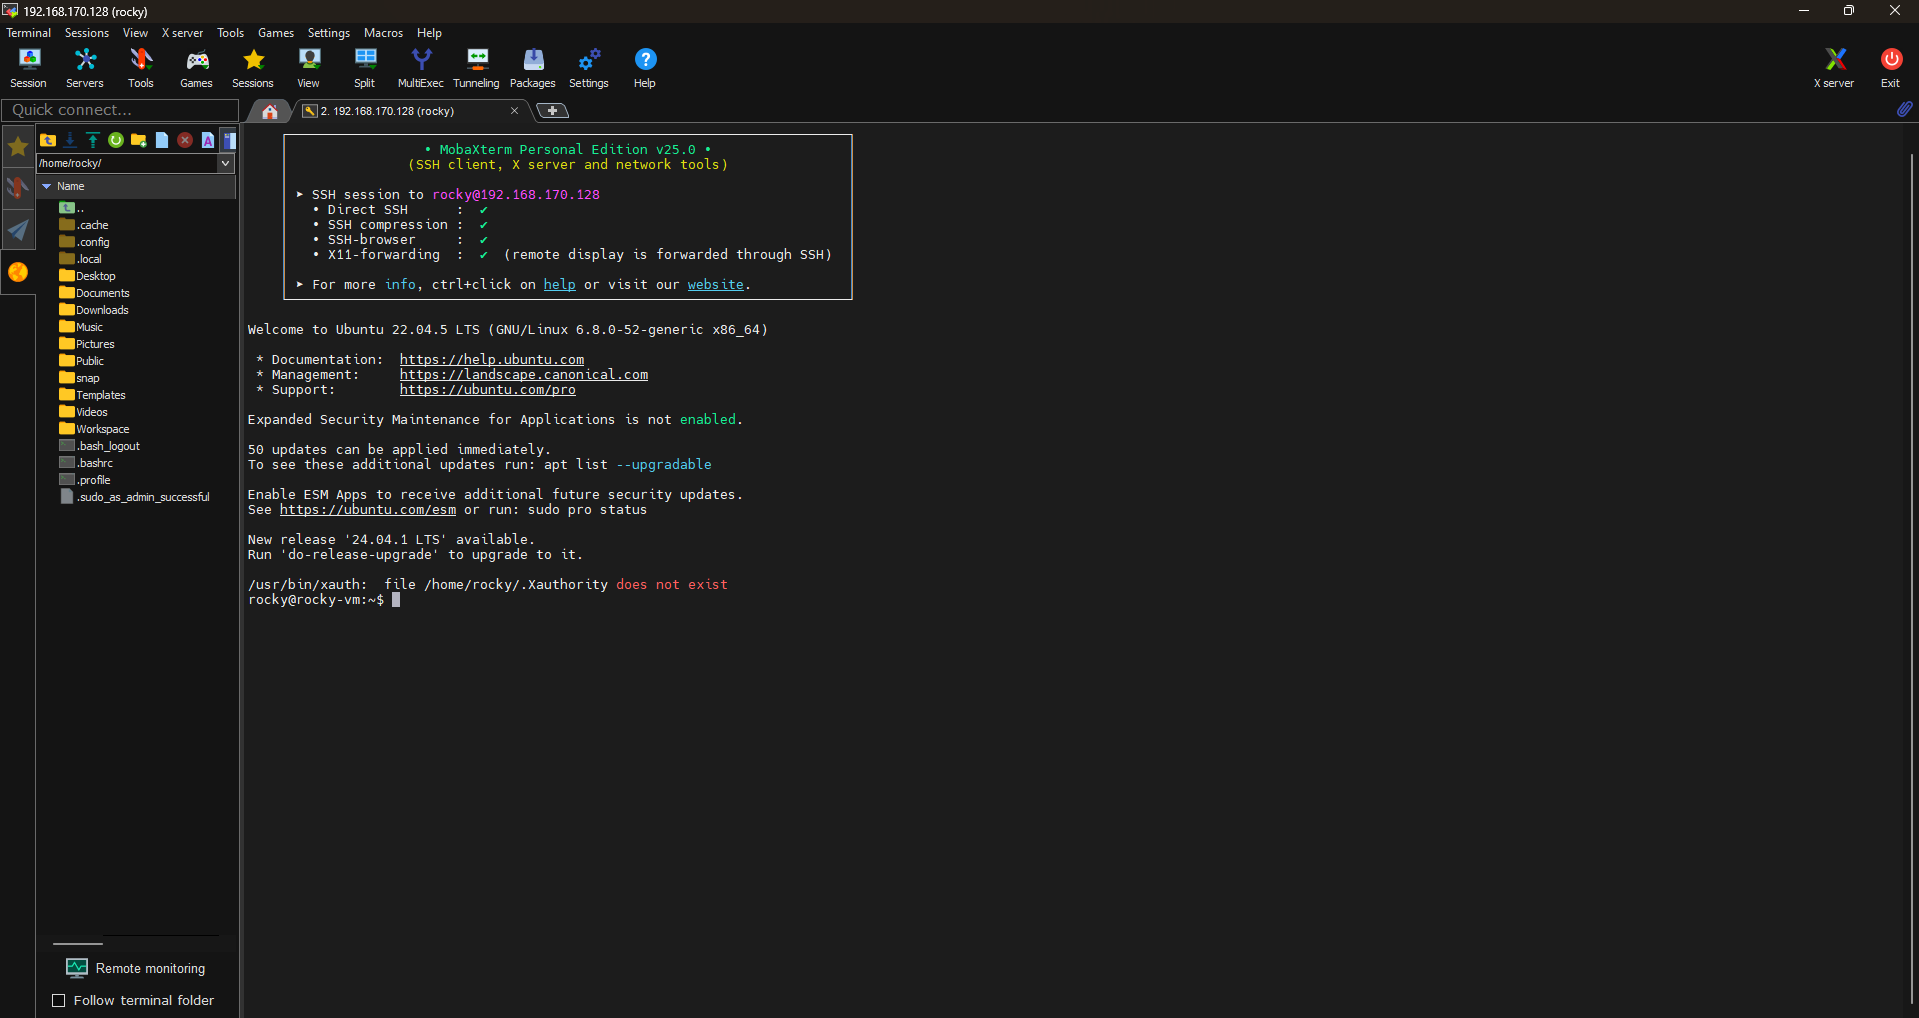 192.168.170.128 (rocky)
Terminal Sessions View X server Tools Games Settings Macros Help
Session Servers Tools Games Sessions View Split MultiExec Tunneling Packages Settings Help X server Exit
Quick connect...
2. 192.168.170.128 (rocky)
/home/rocky/
Name
..
.cache
.config
.local
Desktop
Documents
Downloads
Music
Pictures
Public
snap
Templates
Videos
Workspace
.bash_logout
.bashrc
.profile
.sudo_as_admin_successful
Remote monitoring
Follow terminal folder
• MobaXterm Personal Edition v25.0 •
(SSH client, X server and network tools)
➤ SSH session to rocky@192.168.170.128
• Direct SSH : ✔
• SSH compression : ✔
• SSH-browser : ✔
• X11-forwarding : ✔ (remote display is forwarded through SSH)
➤ For more info, ctrl+click on help or visit our website.
Welcome to Ubuntu 22.04.5 LTS (GNU/Linux 6.8.0-52-generic x86_64)
* Documentation: https://help.ubuntu.com
* Management: https://landscape.canonical.com
* Support: https://ubuntu.com/pro
Expanded Security Maintenance for Applications is not enabled.
50 updates can be applied immediately.
To see these additional updates run: apt list --upgradable
Enable ESM Apps to receive additional future security updates.
See https://ubuntu.com/esm or run: sudo pro status
New release '24.04.1 LTS' available.
Run 'do-release-upgrade' to upgrade to it.
/usr/bin/xauth: file /home/rocky/.Xauthority does not exist
rocky@rocky-vm:~$